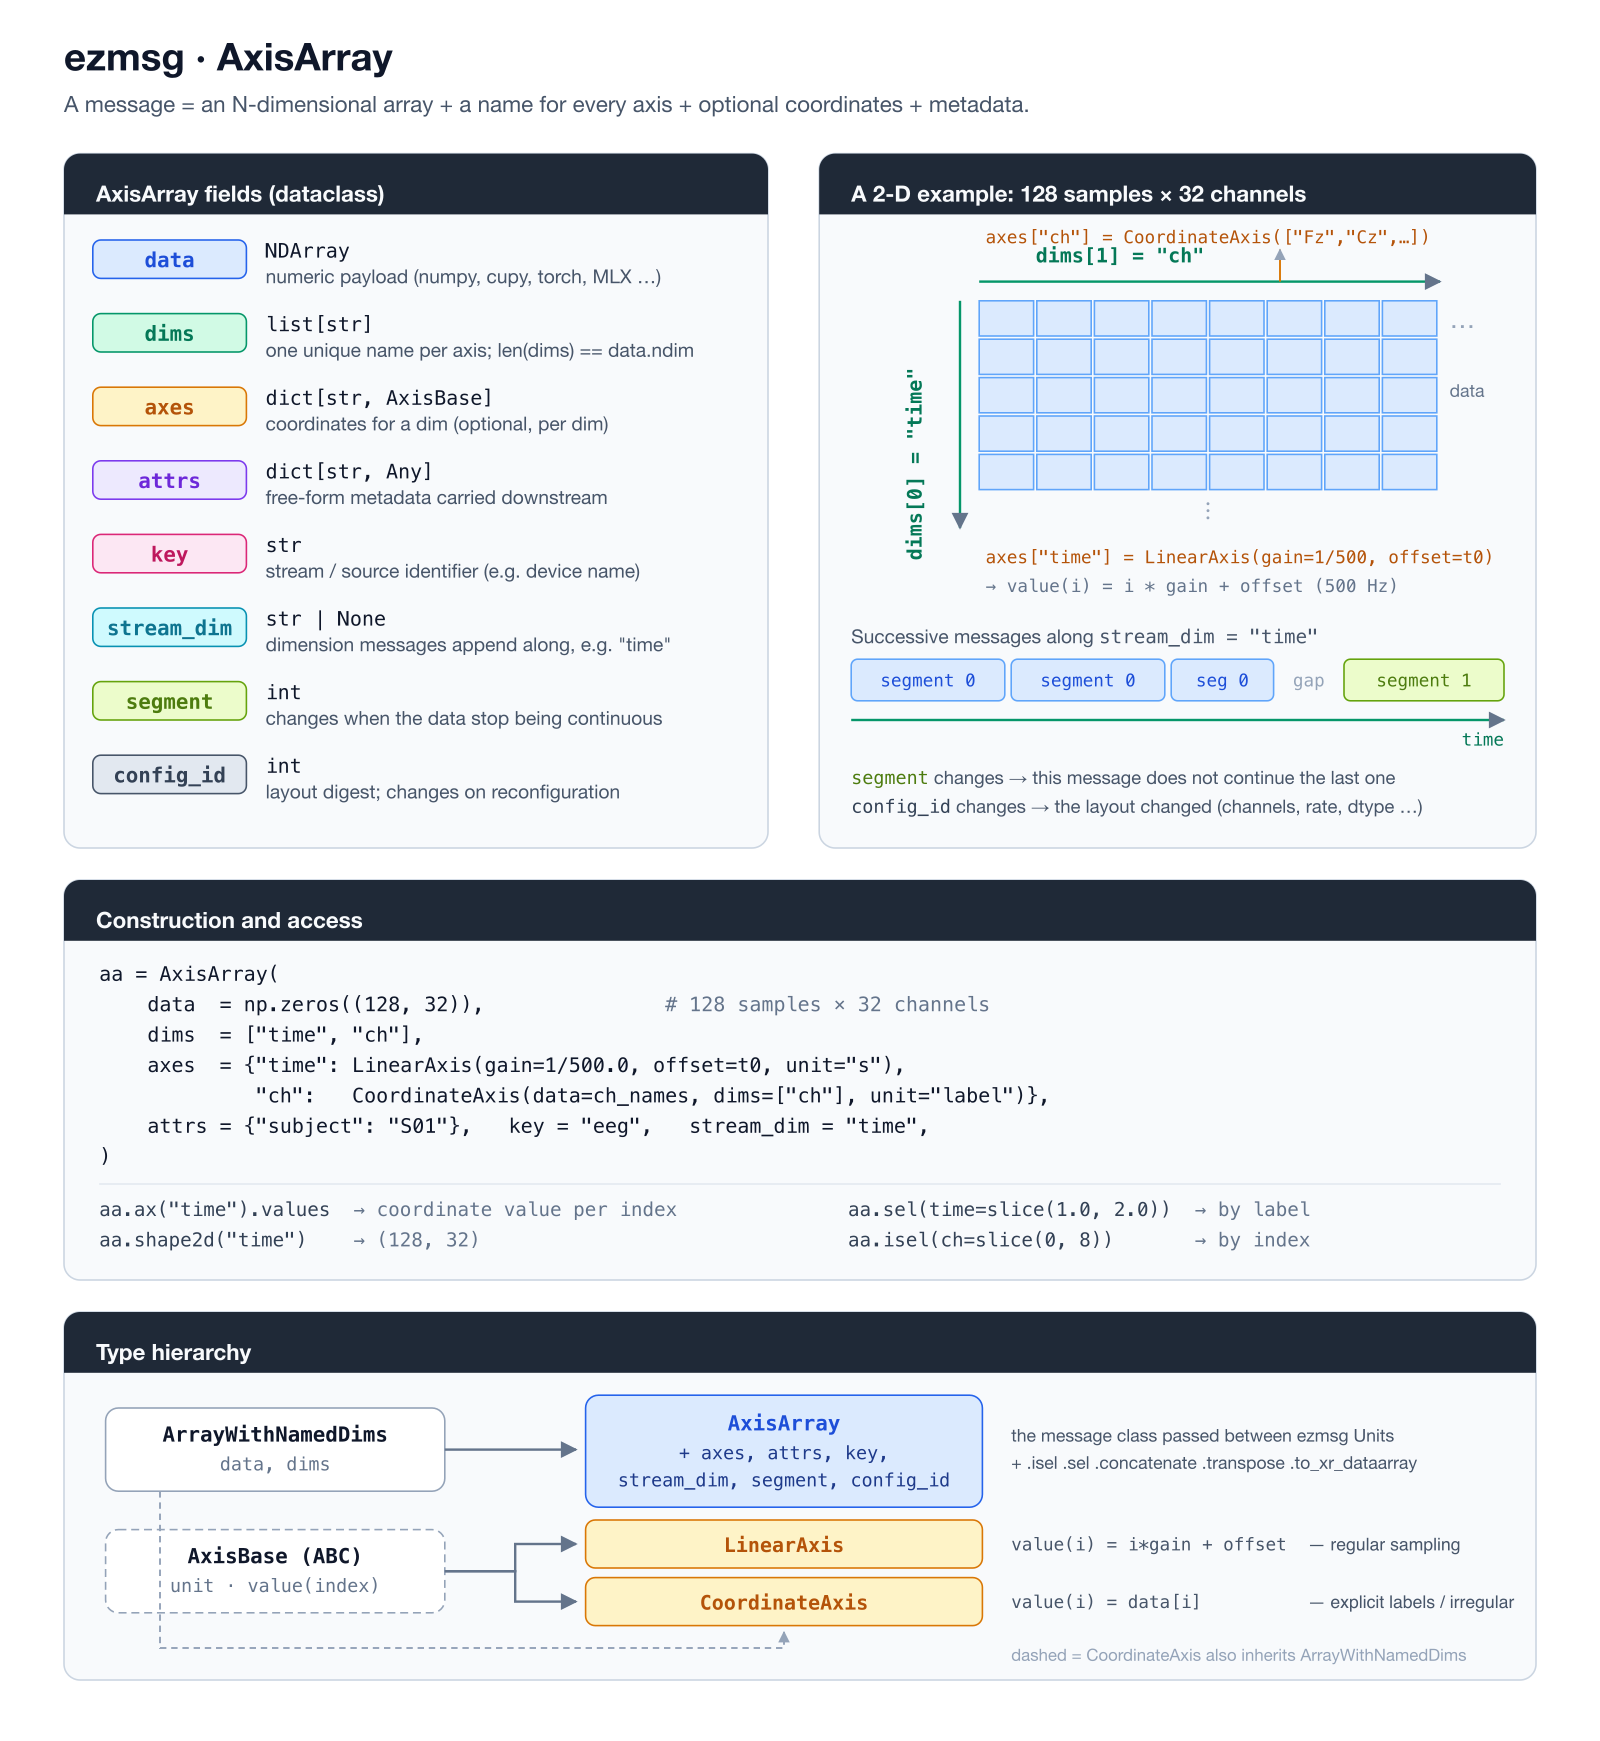 ezmsg · AxisArray
A message = an N-dimensional array + a name for every axis + optional coordinates + metadata.
AxisArray fields (dataclass)
data
NDArray
numeric payload (numpy, cupy, torch, MLX …)
dims
list[str]
one unique name per axis; len(dims) == data.ndim
axes
dict[str, AxisBase]
coordinates for a dim (optional, per dim)
attrs
dict[str, Any]
free-form metadata carried downstream
key
str
stream / source identifier (e.g. device name)
stream_dim
str | None
dimension messages append along, e.g. "time"
segment
int
changes when the data stop being continuous
config_id
int
layout digest; changes on reconfiguration
A 2-D example: 128 samples × 32 channels
axes["ch"] = CoordinateAxis(["Fz","Cz",…])
dims[1] = "ch"
…
data
dims[0] = "time"
⋮
axes["time"] = LinearAxis(gain=1/500, offset=t0)
→ value(i) = i * gain + offset (500 Hz)
Successive messages along stream_dim = "time"
segment 0 segment 0 seg 0 gap segment 1
time
segment changes → this message does not continue the last one
config_id changes → the layout changed (channels, rate, dtype …)
Construction and access
aa = AxisArray(
    data  = np.zeros((128, 32)),               # 128 samples × 32 channels
    dims  = ["time", "ch"],
    axes  = {"time": LinearAxis(gain=1/500.0, offset=t0, unit="s"),
             "ch":   CoordinateAxis(data=ch_names, dims=["ch"], unit="label")},
    attrs = {"subject": "S01"},   key = "eeg",   stream_dim = "time",
)
aa.ax("time").values  → coordinate value per index
aa.shape2d("time")    → (128, 32)
aa.sel(time=slice(1.0, 2.0))  → by label
aa.isel(ch=slice(0, 8))       → by index
Type hierarchy
ArrayWithNamedDims
data, dims
AxisArray
+ axes, attrs, key,
stream_dim, segment, config_id
the message class passed between ezmsg Units
+ .isel .sel .concatenate .transpose .to_xr_dataarray
AxisBase (ABC)
unit · value(index)
LinearAxis
value(i) = i*gain + offset — regular sampling
CoordinateAxis
value(i) = data[i] — explicit labels / irregular
dashed = CoordinateAxis also inherits ArrayWithNamedDims